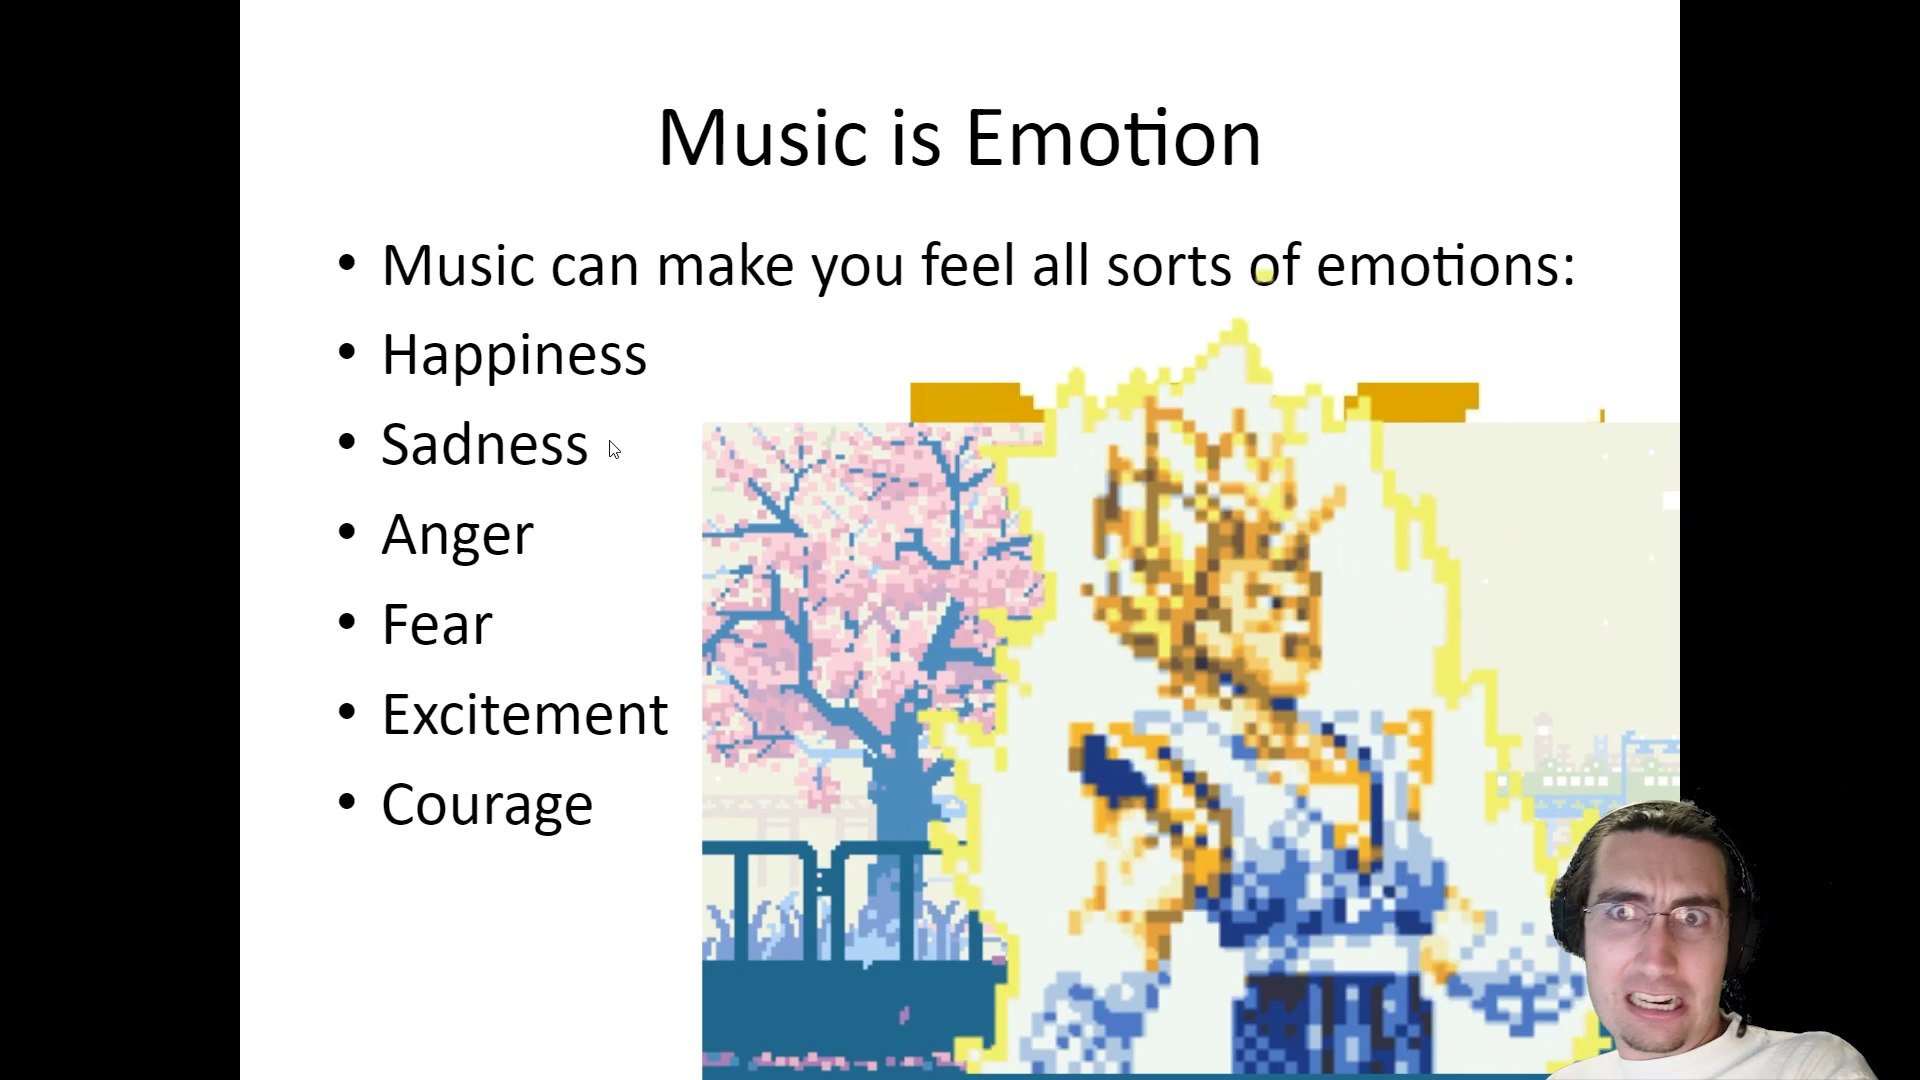 Music is Emotion
• Music can make you feel all sorts of emotions:
• Happiness
• Sadness
• Anger
• Fear
• Excitement
• Courage